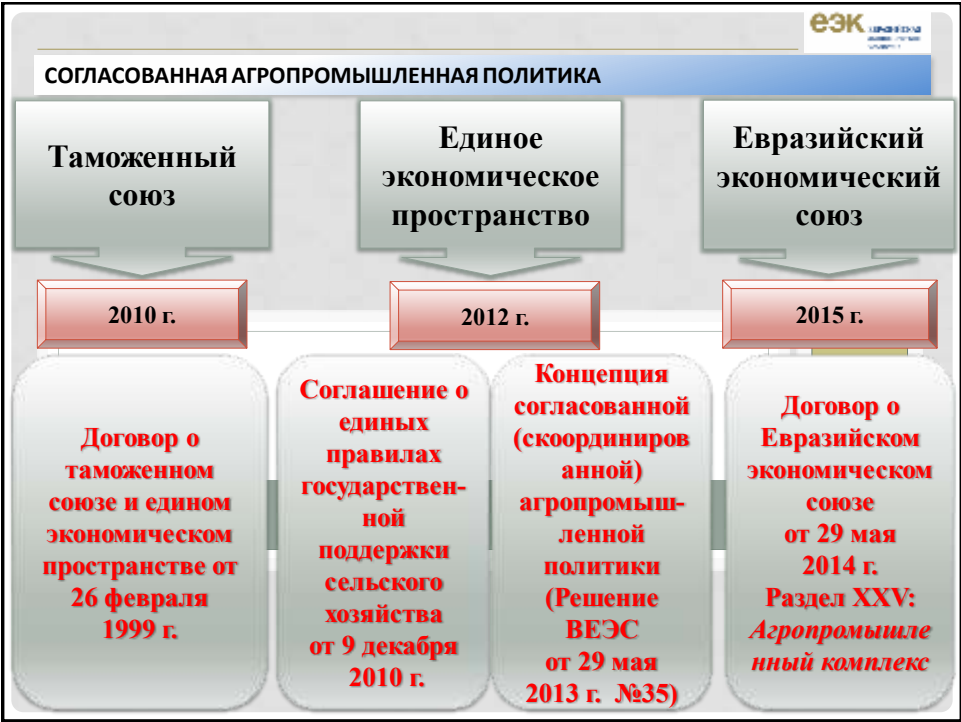 еэк
СОГЛАСОВАННАЯ АГРОПРОМЫШЛЕННАЯ ПОЛИТИКА
Таможенный
союз
Единое
экономическое
пространство
Евразийский
экономический
союз
2010 г.
2012 г.
2015 г.
Договор о
таможенном
союзе и едином
экономическом
пространстве от
26 февраля
1999 г.
Соглашение о
единых
правилах
государствен-
ной
поддержки
сельского
хозяйства
от 9 декабря
2010 г.
Концепция
согласованной
(скоординиров
анной)
агропромыш-
ленной
политики
(Решение
ВЕЭС
от 29 мая
2013 г. №35)
Договор о
Евразийском
экономическом
союзе
от 29 мая
2014 г.
Раздел XXV:
Агропромышле
нный комплекс